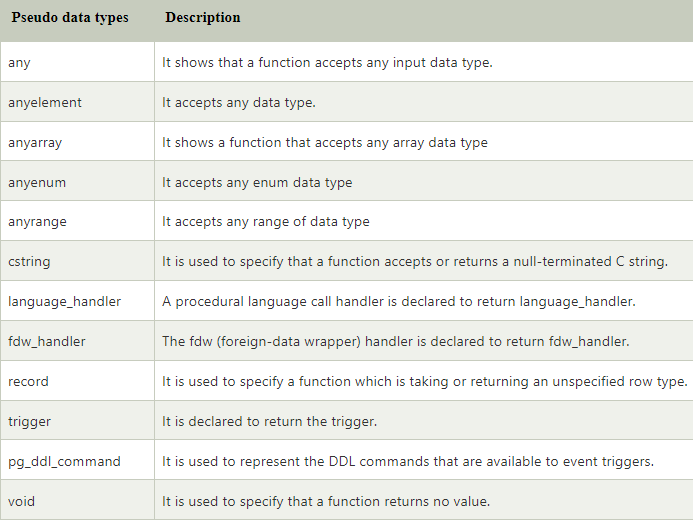 Pseudo data types Description
any It shows that a function accepts any input data type.
anyelement It accepts any data type.
anyarray It shows a function that accepts any array data type
anyenum It accepts any enum data type
anyrange It accepts any range of data type
cstring It is used to specify that a function accepts or returns a null-terminated C string.
language_handler A procedural language call handler is declared to return language_handler.
fdw_handler The fdw (foreign-data wrapper) handler is declared to return fdw_handler.
record It is used to specify a function which is taking or returning an unspecified row type.
trigger It is declared to return the trigger.
pg_ddl_command It is used to represent the DDL commands that are available to event triggers.
void It is used to specify that a function returns no value.